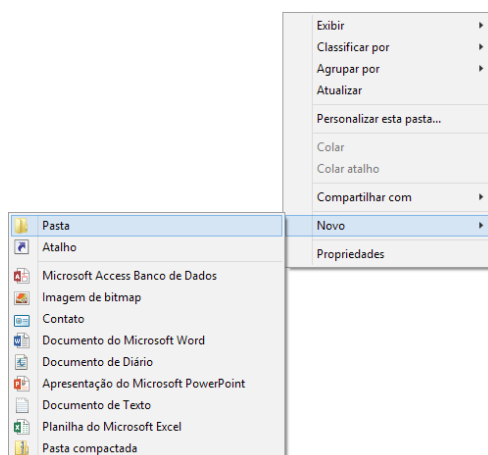 Exibir
Classificar por
Agrupar por
Atualizar
Personalizar esta pasta...
Colar
Colar atalho
Compartilhar com
Novo
Propriedades
Pasta
Atalho
Microsoft Access Banco de Dados
Imagem de bitmap
Contato
Documento do Microsoft Word
Documento de Diário
Apresentação do Microsoft PowerPoint
Documento de Texto
Planilha do Microsoft Excel
Pasta compactada